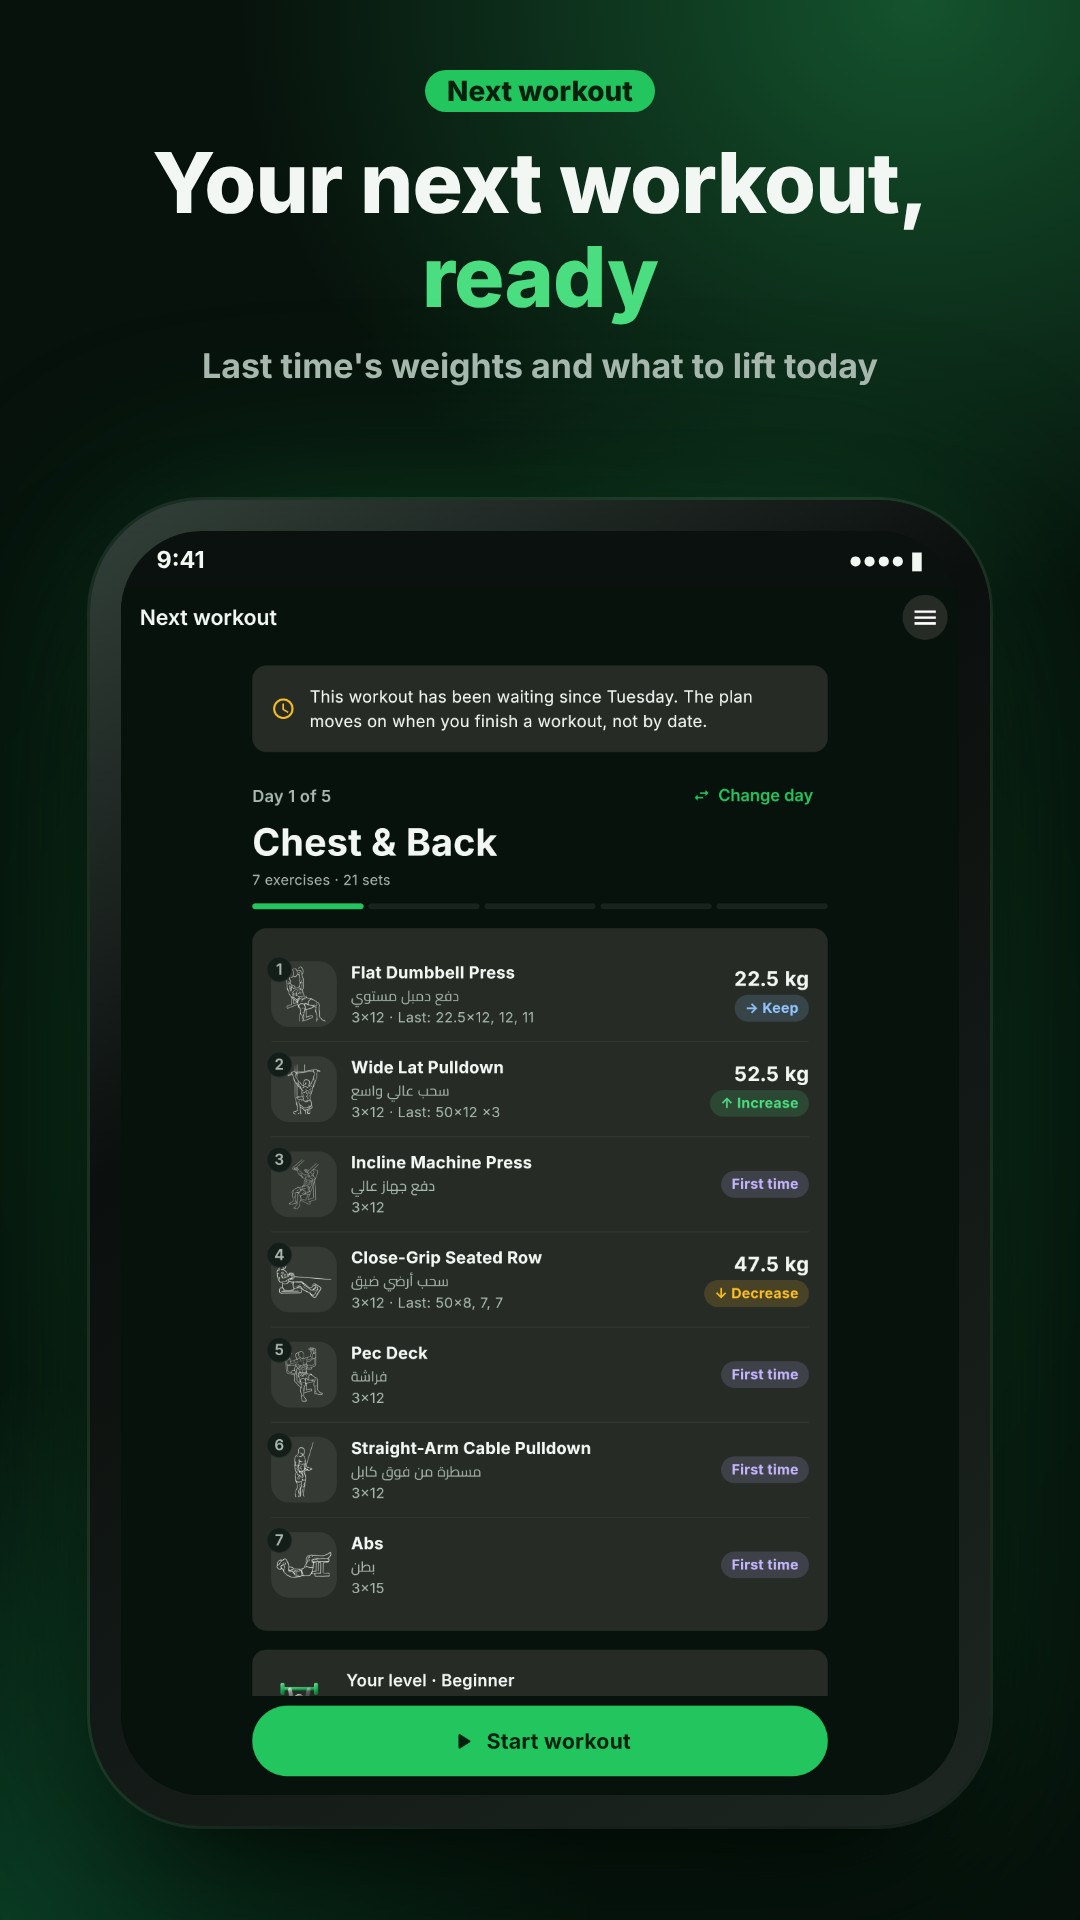 Next workout
Your next workout,
ready
Last time's weights and what to lift today
9:41
Next workout
This workout has been waiting since Tuesday. The plan
moves on when you finish a workout, not by date.
Day 1 of 5
Change day
Chest & Back
7 exercises · 21 sets
1
Flat Dumbbell Press
دفع دمبل مستوي
3×12 · Last: 22.5×12, 12, 11
22.5 kg
→ Keep
2
Wide Lat Pulldown
سحب عالي واسع
3×12 · Last: 50×12 ×3
52.5 kg
↑ Increase
3
Incline Machine Press
دفع جهاز عالي
3×12
First time
4
Close-Grip Seated Row
سحب أرضي ضيق
3×12 · Last: 50×8, 7, 7
47.5 kg
↓ Decrease
5
Pec Deck
فراشة
3×12
First time
6
Straight-Arm Cable Pulldown
مسطرة من فوق كابل
3×12
First time
7
Abs
بطن
3×15
First time
Your level · Beginner
Start workout